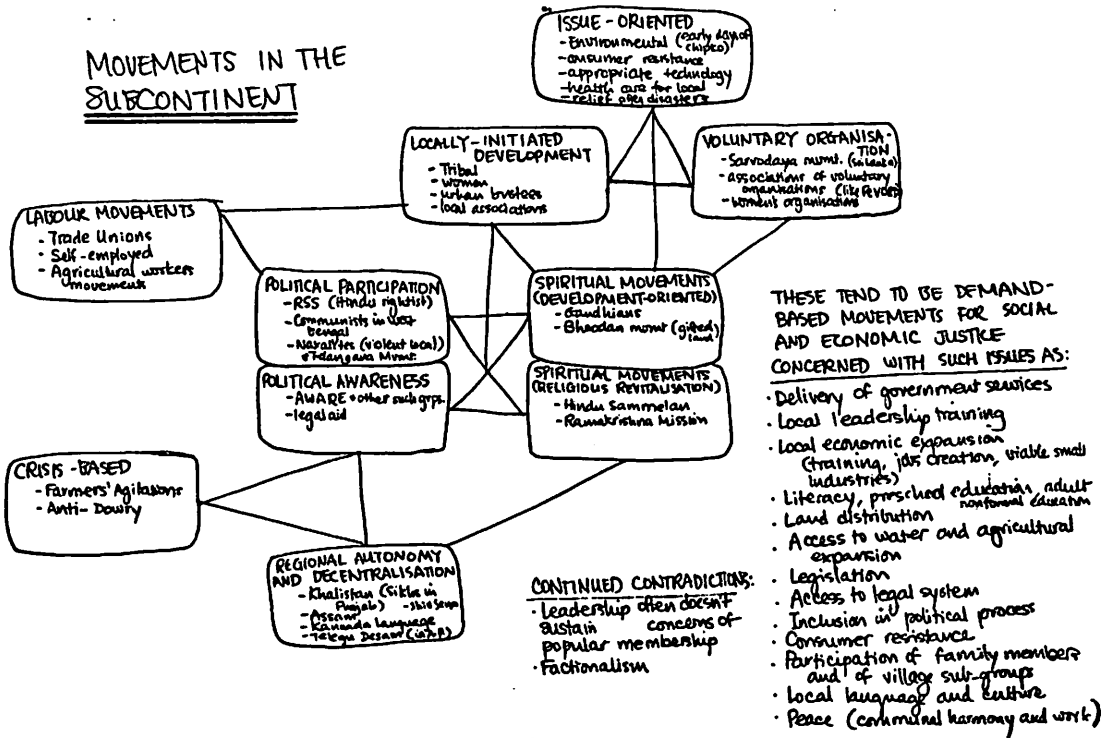 MOVEMENTS IN THE
SUBCONTINENT
ISSUE-ORIENTED
- Environmental (early days of
chipko)
- consumer resistance
- appropriate technology
- health care for local
- relief after disasters
LOCALLY-INITIATED
DEVELOPMENT
- Tribal
- women
- urban bustees
- local associations
VOLUNTARY ORGANISA-
TION
- Sarvodaya mvmt. (Sri Lanka)
- associations of voluntary
organisations (like
- women's organisations
LABOUR MOVEMENTS
- Trade Unions
- Self-employed
- Agricultural workers
movement
POLITICAL PARTICIPATION
- RSS (Hindu rightist)
- Communists in West
Bengal
- Naxalites (violent local)
Mvmt.
SPIRITUAL MOVEMENTS
(DEVELOPMENT-ORIENTED)
- Gandhians
- Bhoodan mvmt (gifted
land)
POLITICAL AWARENESS
- AWARE + other such grps.
- legal aid
SPIRITUAL MOVEMENTS
(RELIGIOUS REVITALISATION)
- Hindu Sammelan
- Ramakrishna Mission
CRISIS-BASED
- Farmers' Agitations
- Anti-Dowry
REGIONAL AUTONOMY
AND DECENTRALISATION
- Khalistan (Sikhs in
Punjab) - Shiv Sena
- Assam
- Kannada language
- Telegu Desam (in A.P.)
CONTINUED CONTRADICTIONS:
· Leadership often doesn't
sustain concerns of
popular membership
· Factionalism
THESE TEND TO BE DEMAND-
BASED MOVEMENTS FOR SOCIAL
AND ECONOMIC JUSTICE
CONCERNED WITH SUCH ISSUES AS:
· Delivery of government services
· Local leadership training
· Local economic expansion
(training, jobs creation, viable small
industries)
· Literacy, preschool education, adult
nonformal education
· Land distribution
· Access to water and agricultural
expansion
· Legislation
· Access to legal system
· Inclusion in political process
· Consumer resistance
· Participation of family members
and of village sub-groups
· Local language and culture
· Peace (communal harmony and work)